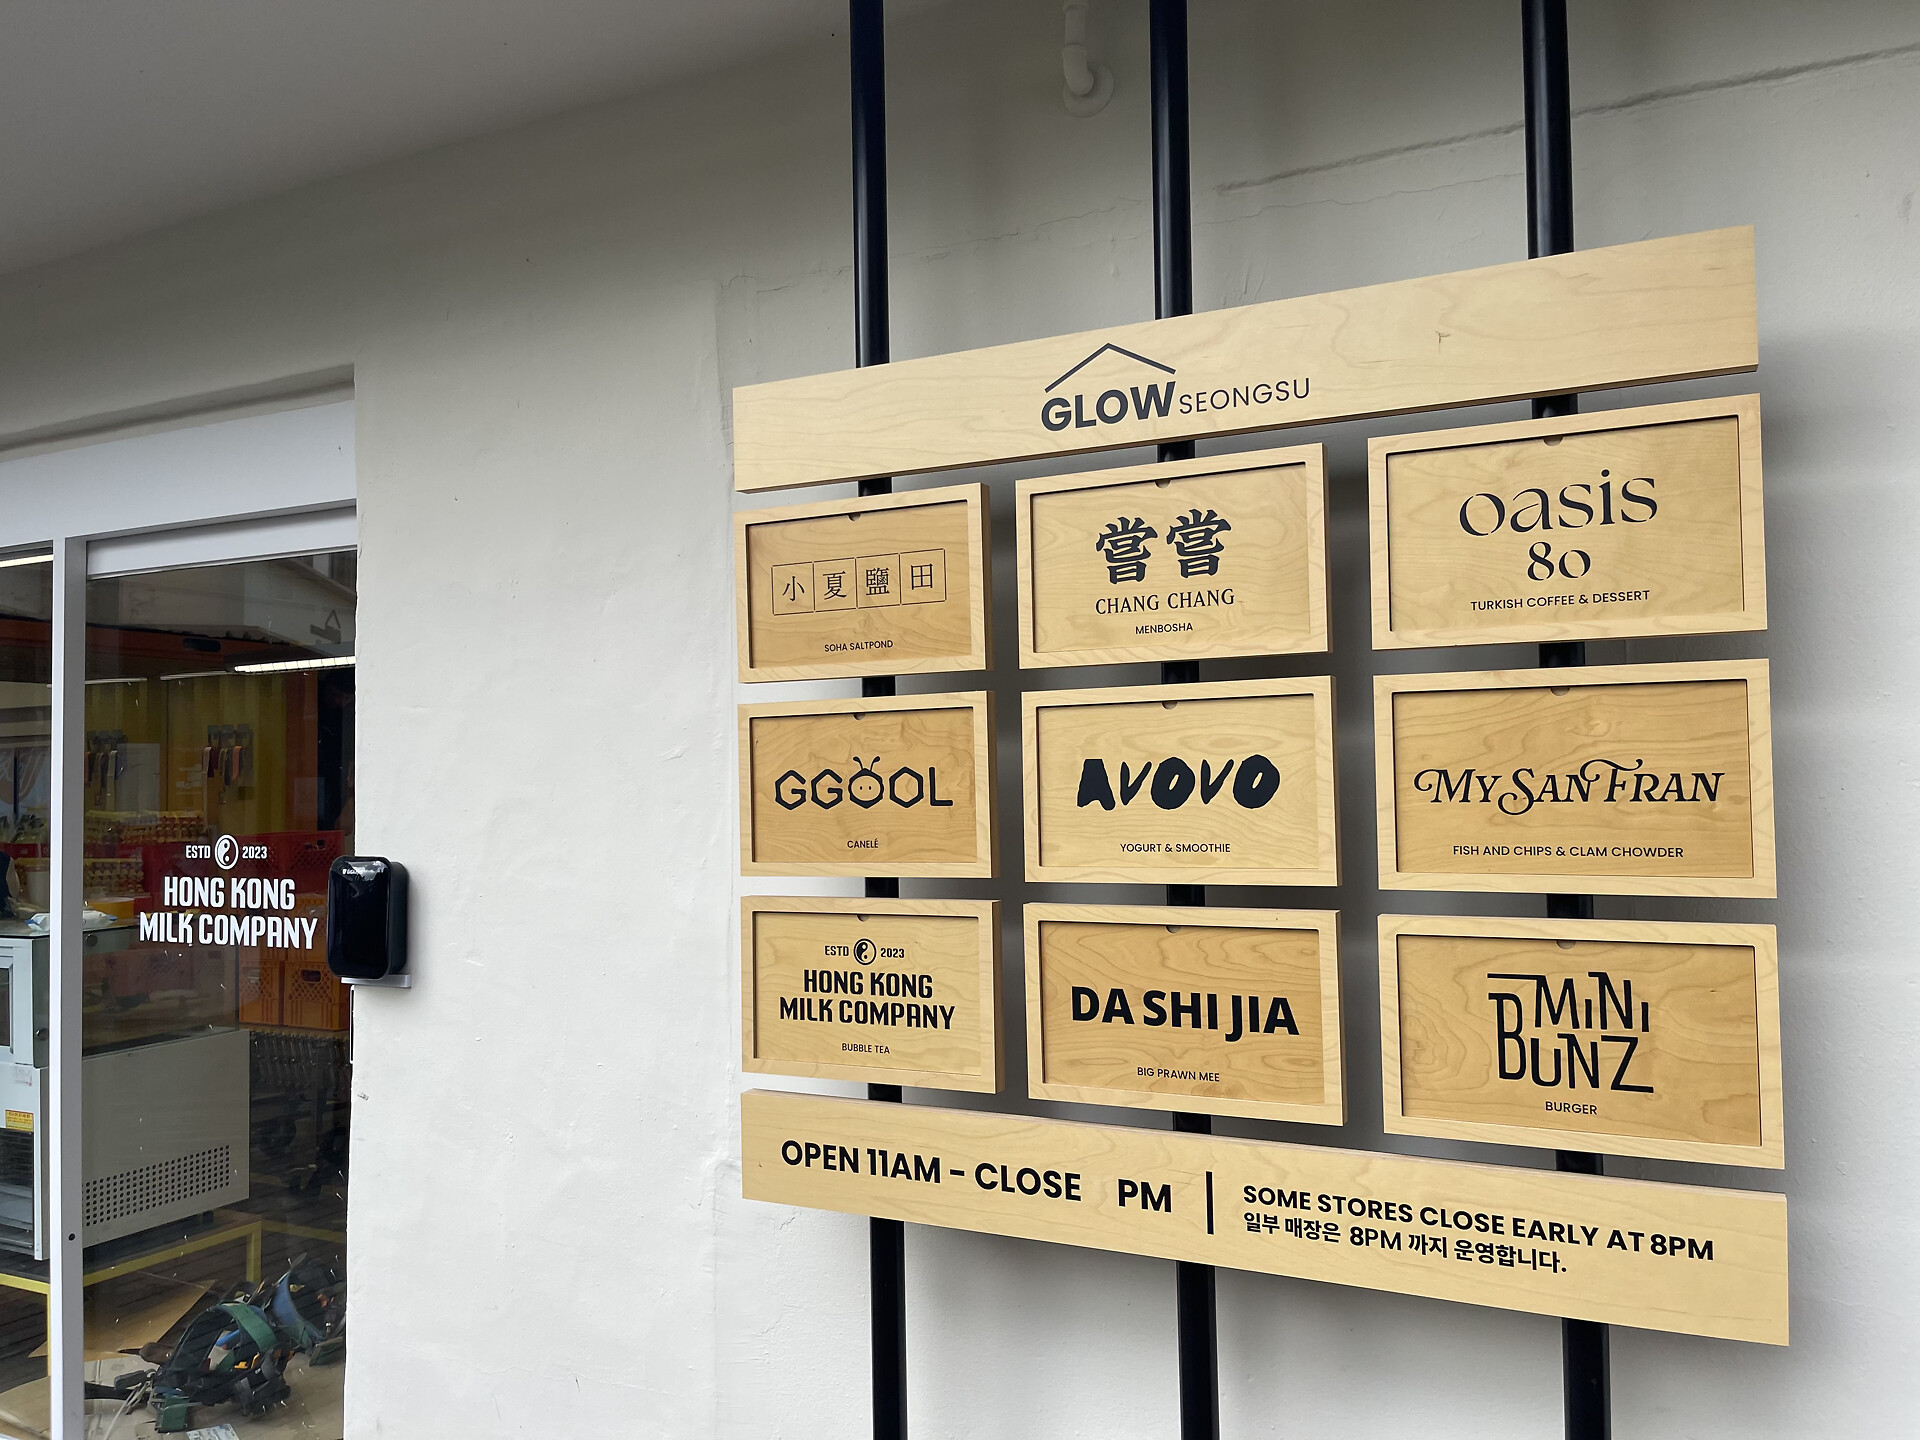 GLOW SEONGSU
小夏鹽田
SOHA SALTPOND
嘗嘗
CHANG CHANG
MENBOSHA
oasis
80
TURKISH COFFEE & DESSERT
GGOOL
CANELÉ
AVOVO
YOGURT & SMOOTHIE
MY SAN FRAN
FISH AND CHIPS & CLAM CHOWDER
ESTD 2023
HONG KONG
MILK COMPANY
BUBBLE TEA
DA SHI JIA
BIG PRAWN MEE
MINI
BUNZ
BURGER
OPEN 11AM – CLOSE PM
SOME STORES CLOSE EARLY AT 8PM
일부 매장은 8PM 까지 운영합니다.
ESTD 2023
HONG KONG
MILK COMPANY